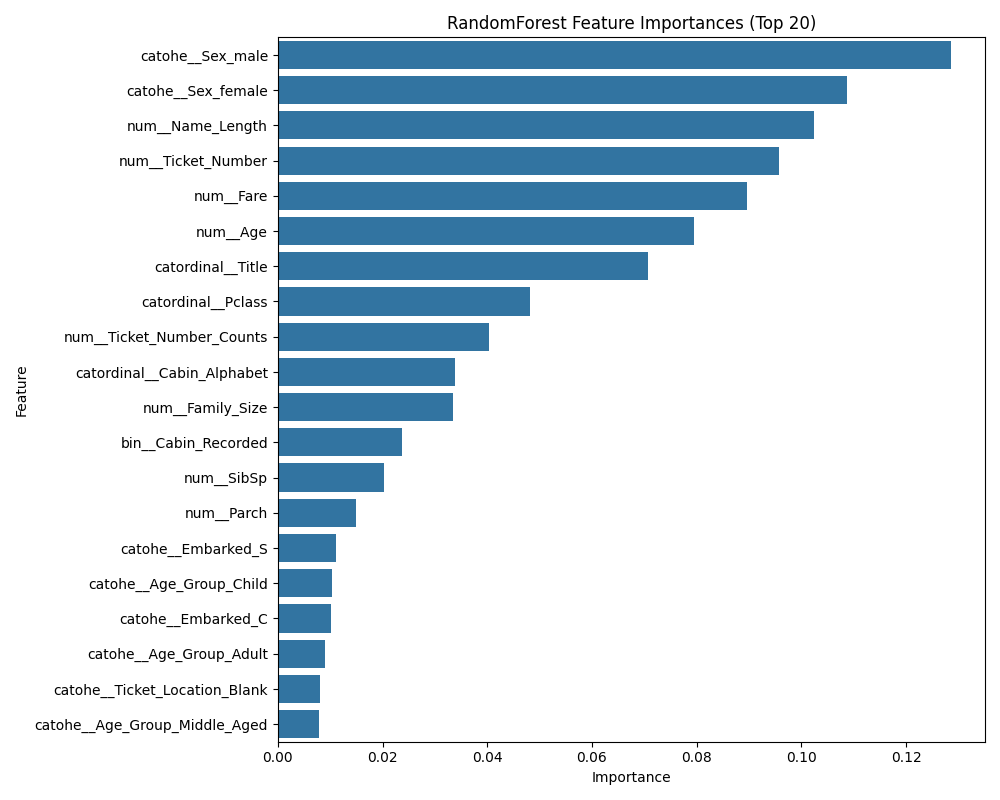 RandomForest Feature Importances (Top 20)
catohe__Sex_male
catohe__Sex_female
num__Name_Length
num__Ticket_Number
num__Fare
num__Age
catordinal__Title
catordinal__Pclass
num__Ticket_Number_Counts
catordinal__Cabin_Alphabet
num__Family_Size
bin__Cabin_Recorded
num__SibSp
num__Parch
catohe__Embarked_S
catohe__Age_Group_Child
catohe__Embarked_C
catohe__Age_Group_Adult
catohe__Ticket_Location_Blank
catohe__Age_Group_Middle_Aged
Feature
0.00 0.02 0.04 0.06 0.08 0.10 0.12
Importance